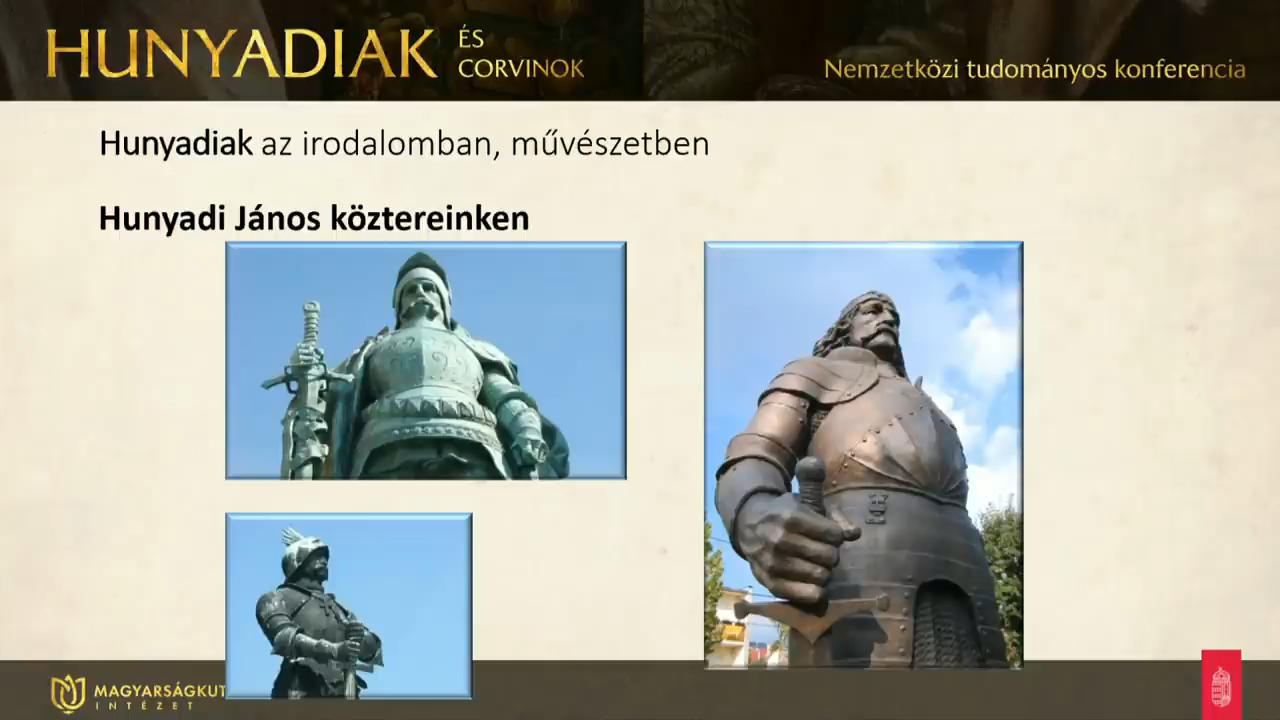 HUNYADIAK ÉS CORVINOK
Nemzetközi tudományos konferencia
Hunyadiak az irodalomban, művészetben
Hunyadi János köztereinken
MAGYARSÁGKUT
INTÉZET